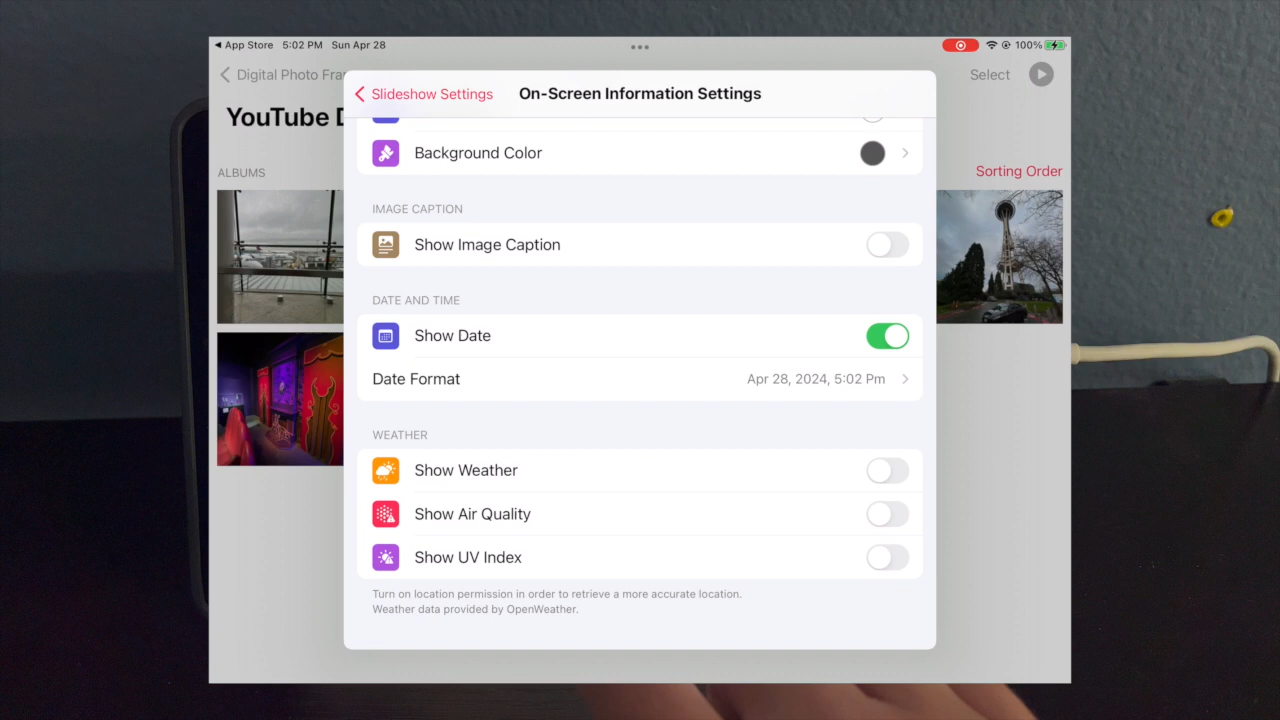 App Store 5:02 PM Sun Apr 28
100%
Digital Photo Fra
Select
YouTube D
Slideshow Settings
On-Screen Information Settings
ALBUMS
Sorting Order
Background Color
IMAGE CAPTION
Show Image Caption
DATE AND TIME
Show Date
Date Format
Apr 28, 2024, 5:02 Pm
WEATHER
Show Weather
Show Air Quality
Show UV Index
Turn on location permission in order to retrieve a more accurate location.
Weather data provided by OpenWeather.